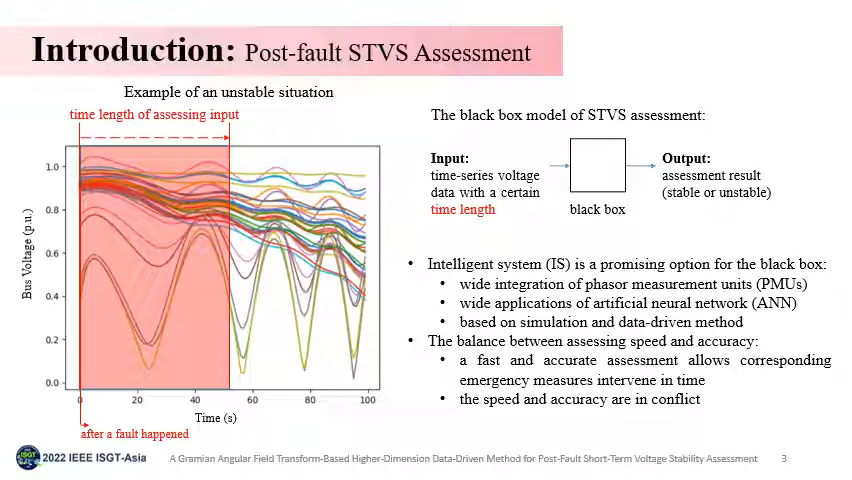 Introduction: Post-fault STVS Assessment
Example of an unstable situation
time length of assessing input
Bus Voltage (p.u.)
1.0
0.8
0.6
0.4
0.2
0.0
0
20
40
60
80
100
Time (s)
after a fault happened
The black box model of STVS assessment:
Input:
time-series voltage
data with a certain
time length
black box
Output:
assessment result
(stable or unstable)
• Intelligent system (IS) is a promising option for the black box:
• wide integration of phasor measurement units (PMUs)
• wide applications of artificial neural network (ANN)
• based on simulation and data-driven method
• The balance between assessing speed and accuracy:
• a fast and accurate assessment allows corresponding
emergency measures intervene in time
• the speed and accuracy are in conflict
ISGT
2022 IEEE ISGT-Asia
A Gramian Angular Field Transform-Based Higher-Dimension Data-Driven Method for Post-Fault Short-Term Voltage Stability Assessment
3